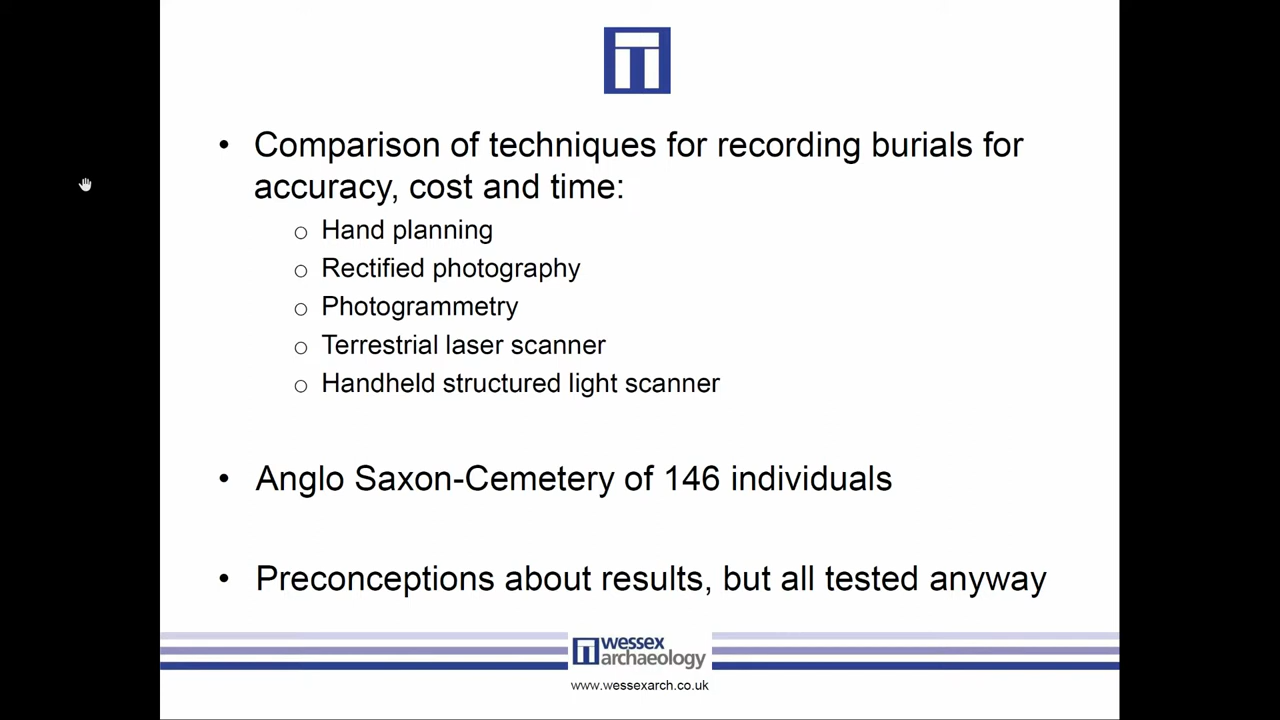 • Comparison of techniques for recording burials for
accuracy, cost and time:
○ Hand planning
○ Rectified photography
○ Photogrammetry
○ Terrestrial laser scanner
○ Handheld structured light scanner
• Anglo Saxon-Cemetery of 146 individuals
• Preconceptions about results, but all tested anyway
wessex
archaeology
www.wessexarch.co.uk